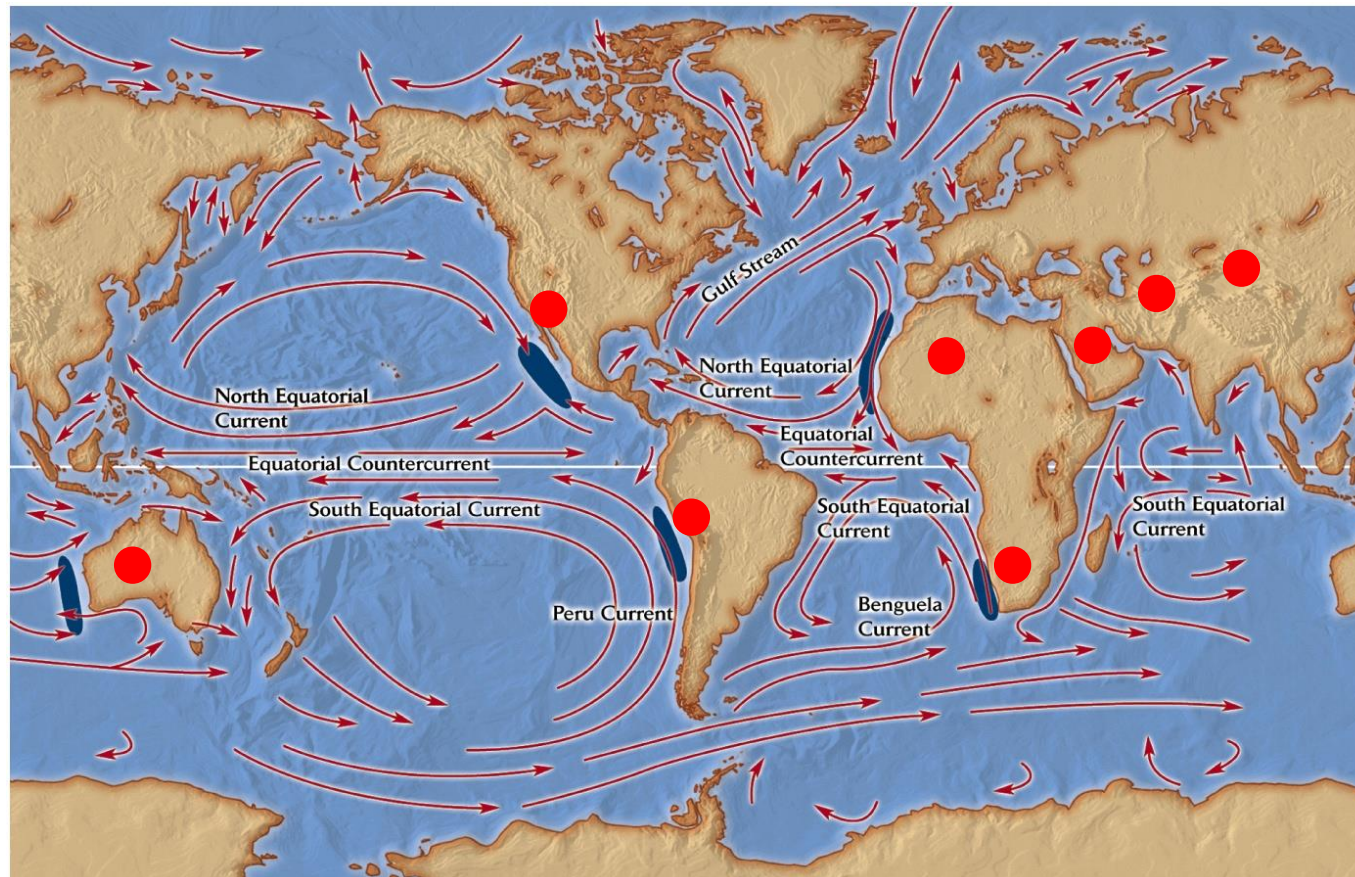 Gulf Stream
North Equatorial
Current
North Equatorial
Current
Equatorial
Countercurrent
Equatorial Countercurrent
South Equatorial Current
South Equatorial
Current
South Equatorial
Current
Peru Current
Benguela
Current